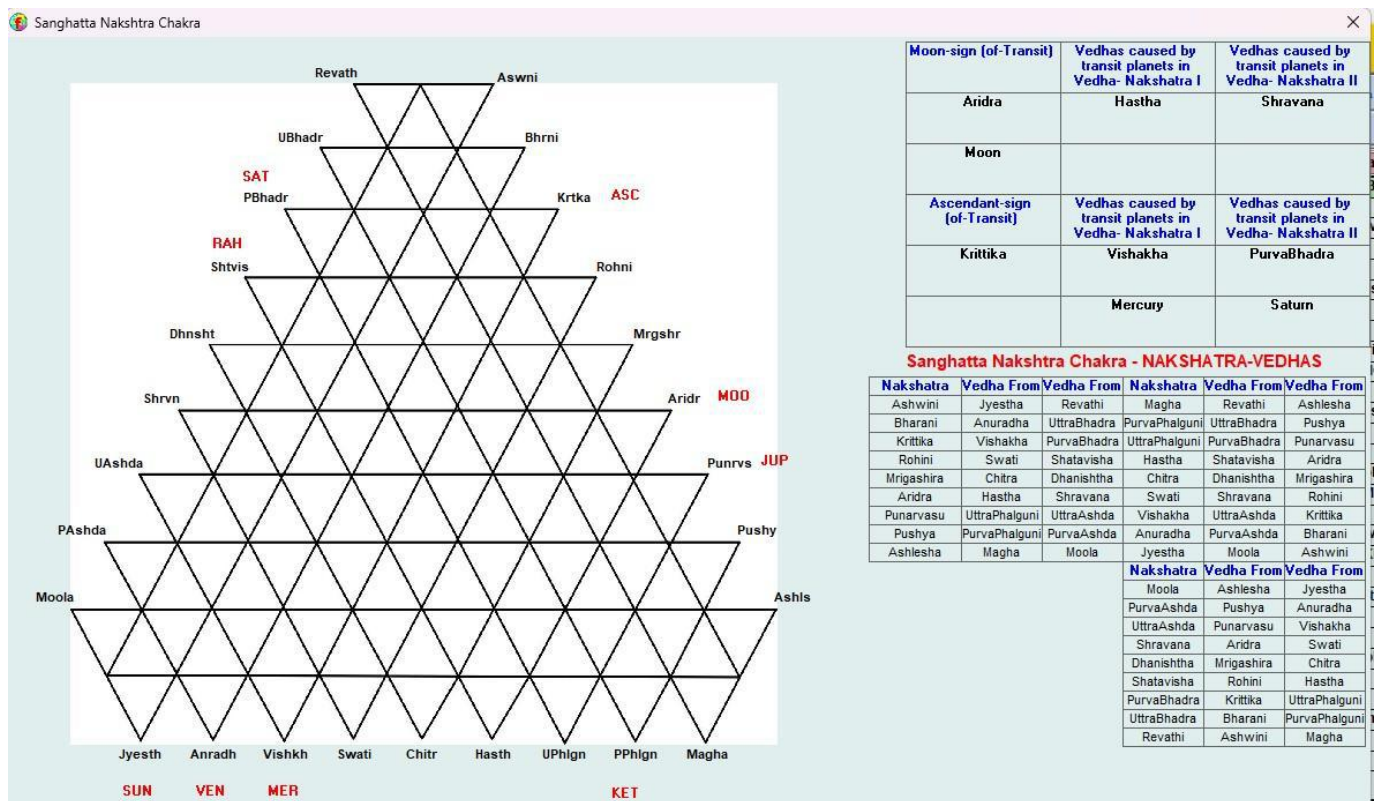 Sanghatta Nakshtra Chakra
Revath Aswni
UBhadr Bhrni
SAT
PBhadr Krtka ASC
RAH
Shtvis Rohni
Dhnsht Mrgshr
Shrvn Aridr MOO
UAshda Punrvs JUP
PAshda Pushy
Moola Ashls
Jyesth Anradh Vishkh Swati Chitr Hasth UPhlgn PPhlgn Magha
SUN VEN MER KET
Moon-sign (of-Transit) Vedhas caused by transit planets in Vedha- Nakshatra I Vedhas caused by transit planets in Vedha- Nakshatra II
Aridra Hastha Shravana
Moon
Ascendant-sign (of-Transit) Vedhas caused by transit planets in Vedha- Nakshatra I Vedhas caused by transit planets in Vedha- Nakshatra II
Krittika Vishakha PurvaBhadra
Mercury Saturn
Sanghatta Nakshtra Chakra - NAKSHATRA-VEDHAS
Nakshatra Vedha From Vedha From Nakshatra Vedha From Vedha From
Ashwini Jyestha Revathi Magha Revathi Ashlesha
Bharani Anuradha UttraBhadra PurvaPhalguni UttraBhadra Pushya
Krittika Vishakha PurvaBhadra UttraPhalguni PurvaBhadra Punarvasu
Rohini Swati Shatavisha Hastha Shatavisha Aridra
Mrigashira Chitra Dhanishtha Chitra Dhanishtha Mrigashira
Aridra Hastha Shravana Swati Shravana Rohini
Punarvasu UttraPhalguni UttraAshda Vishakha UttraAshda Krittika
Pushya PurvaPhalguni PurvaAshda Anuradha PurvaAshda Bharani
Ashlesha Magha Moola Jyestha Moola Ashwini
Nakshatra Vedha From Vedha From
Moola Ashlesha Jyestha
PurvaAshda Pushya Anuradha
UttraAshda Punarvasu Vishakha
Shravana Aridra Swati
Dhanishtha Mrigashira Chitra
Shatavisha Rohini Hastha
PurvaBhadra Krittika UttraPhalguni
UttraBhadra Bharani PurvaPhalguni
Revathi Ashwini Magha